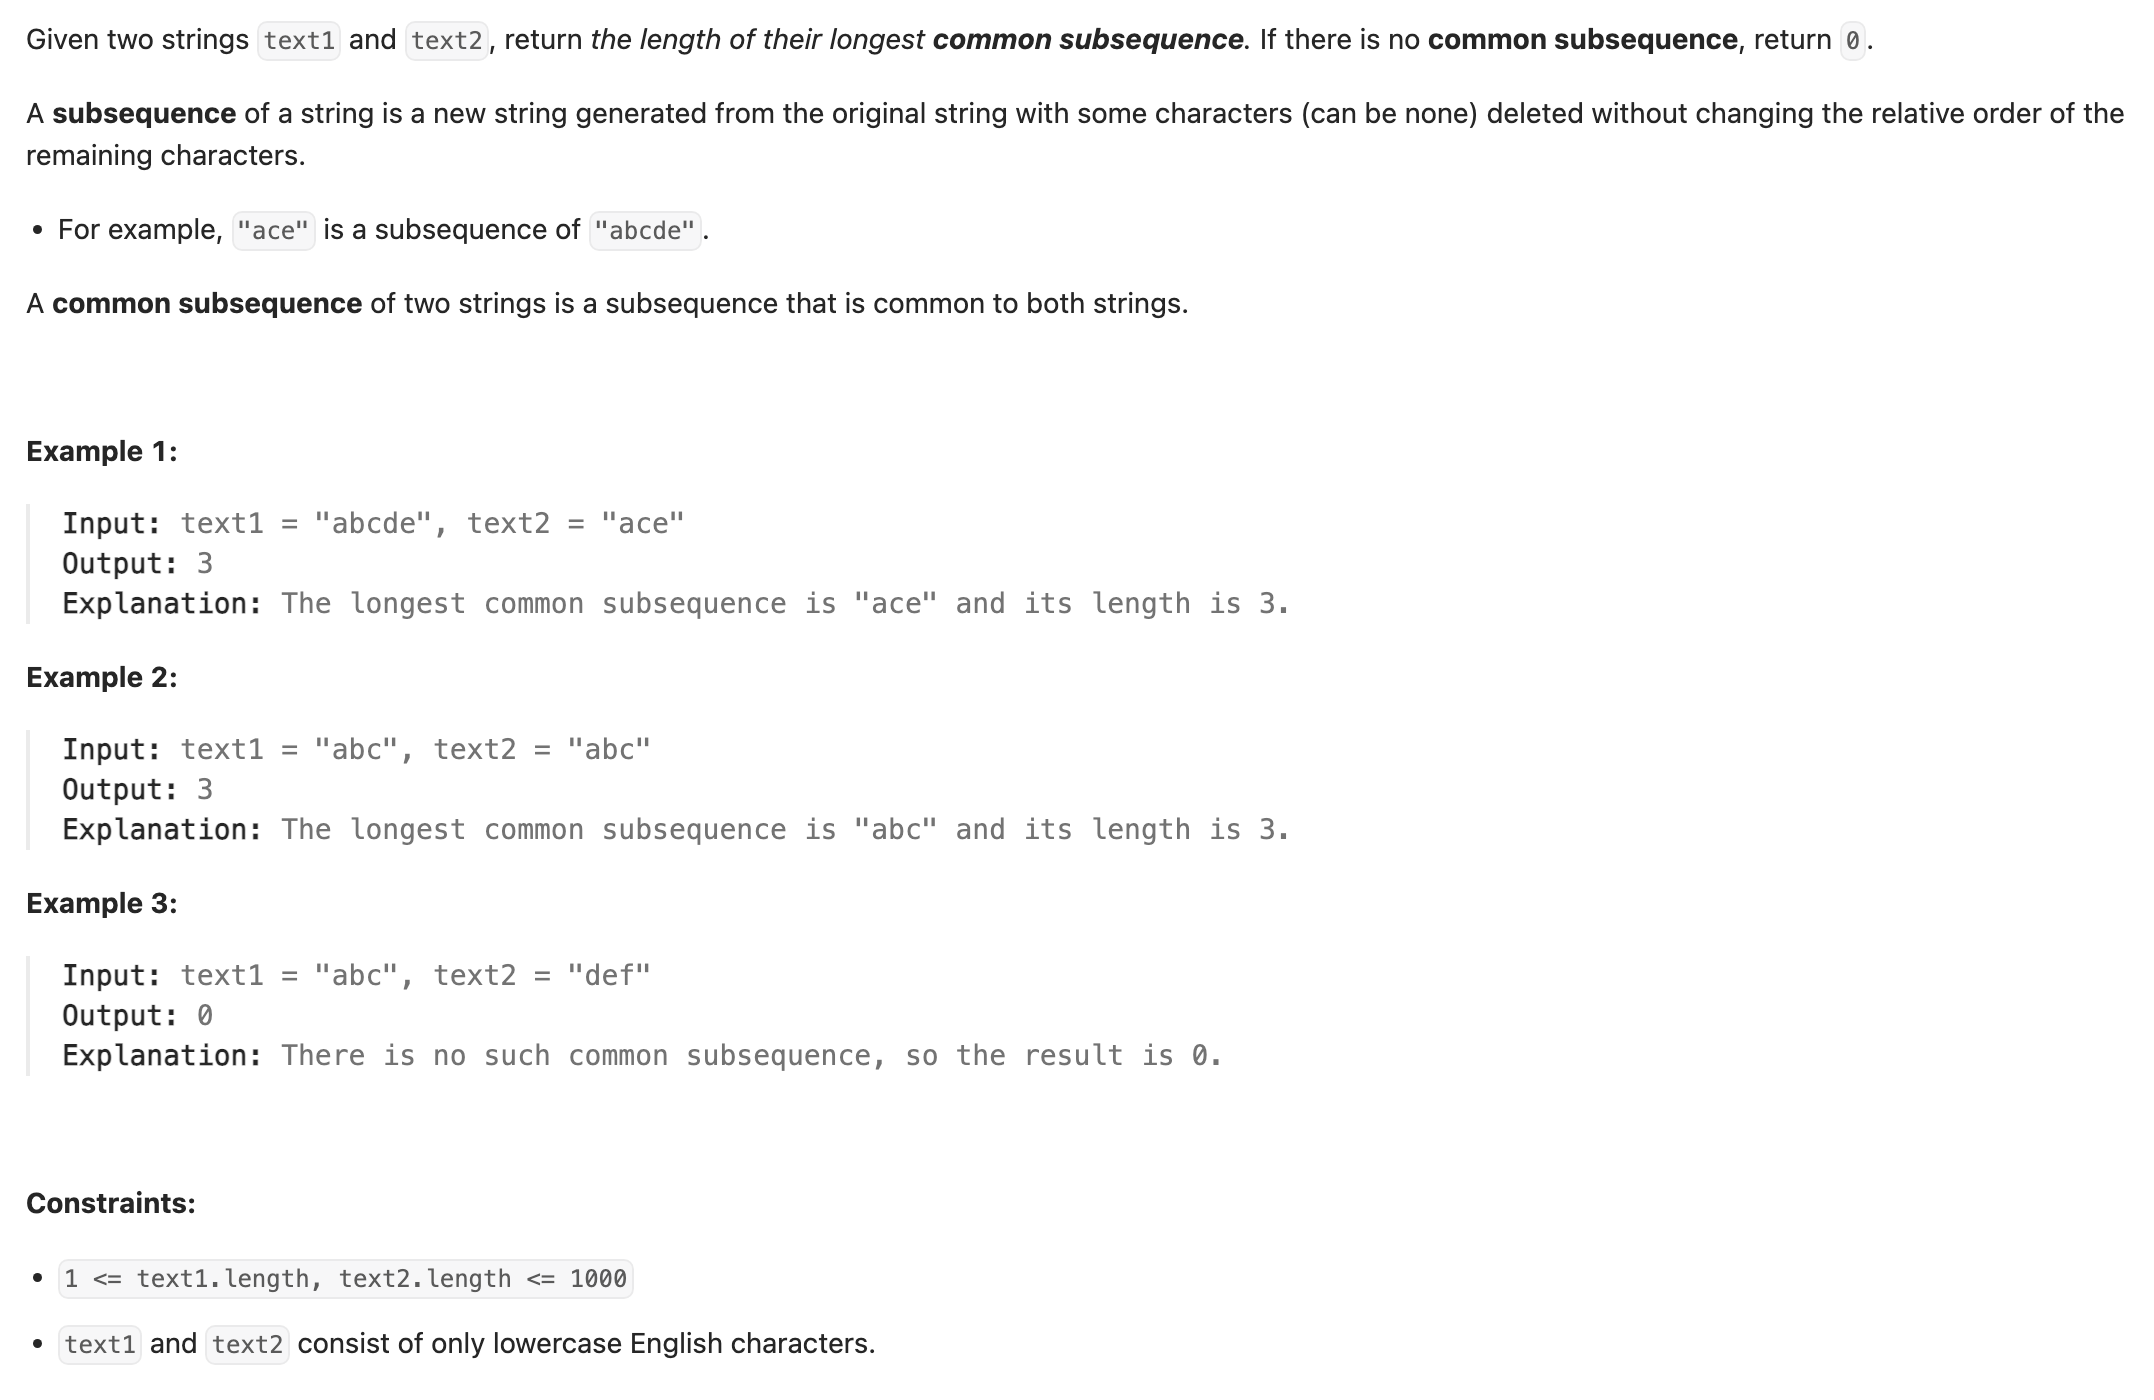 Given two strings text1 and text2, return the length of their longest common subsequence. If there is no common subsequence, return 0.
A subsequence of a string is a new string generated from the original string with some characters (can be none) deleted without changing the relative order of the
remaining characters.
• For example, "ace" is a subsequence of "abcde".
A common subsequence of two strings is a subsequence that is common to both strings.
Example 1:
Input: text1 = "abcde", text2 = "ace"
Output: 3
Explanation: The longest common subsequence is "ace" and its length is 3.
Example 2:
Input: text1 = "abc", text2 = "abc"
Output: 3
Explanation: The longest common subsequence is "abc" and its length is 3.
Example 3:
Input: text1 = "abc", text2 = "def"
Output: 0
Explanation: There is no such common subsequence, so the result is 0.
Constraints:
• 1 <= text1.length, text2.length <= 1000
• text1 and text2 consist of only lowercase English characters.